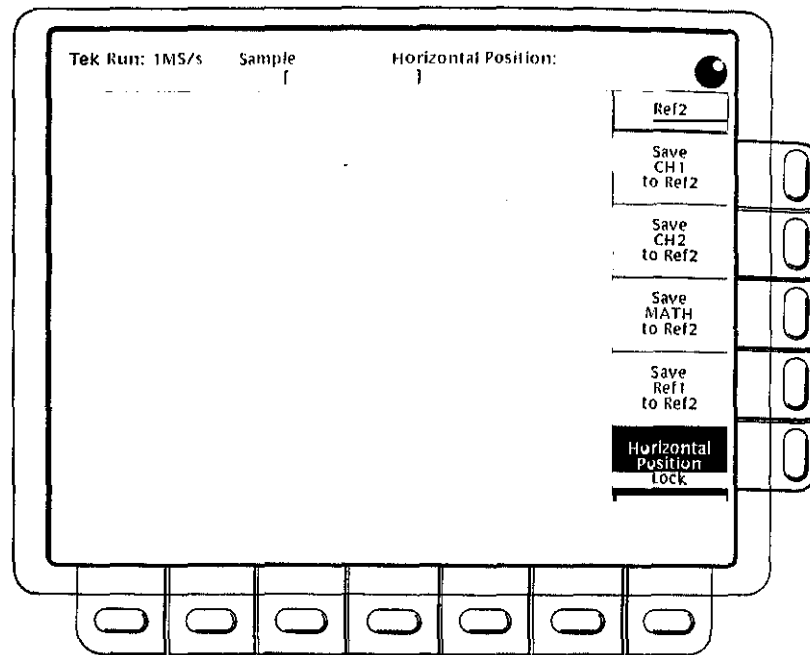 Tek Run: 1MS/s Sample Horizontal Position:
[ ]
Ref2
Save
CH1
to Ref2
Save
CH2
to Ref2
Save
MATH
to Ref2
Save
Ref1
to Ref2
Horizontal
Position
Lock